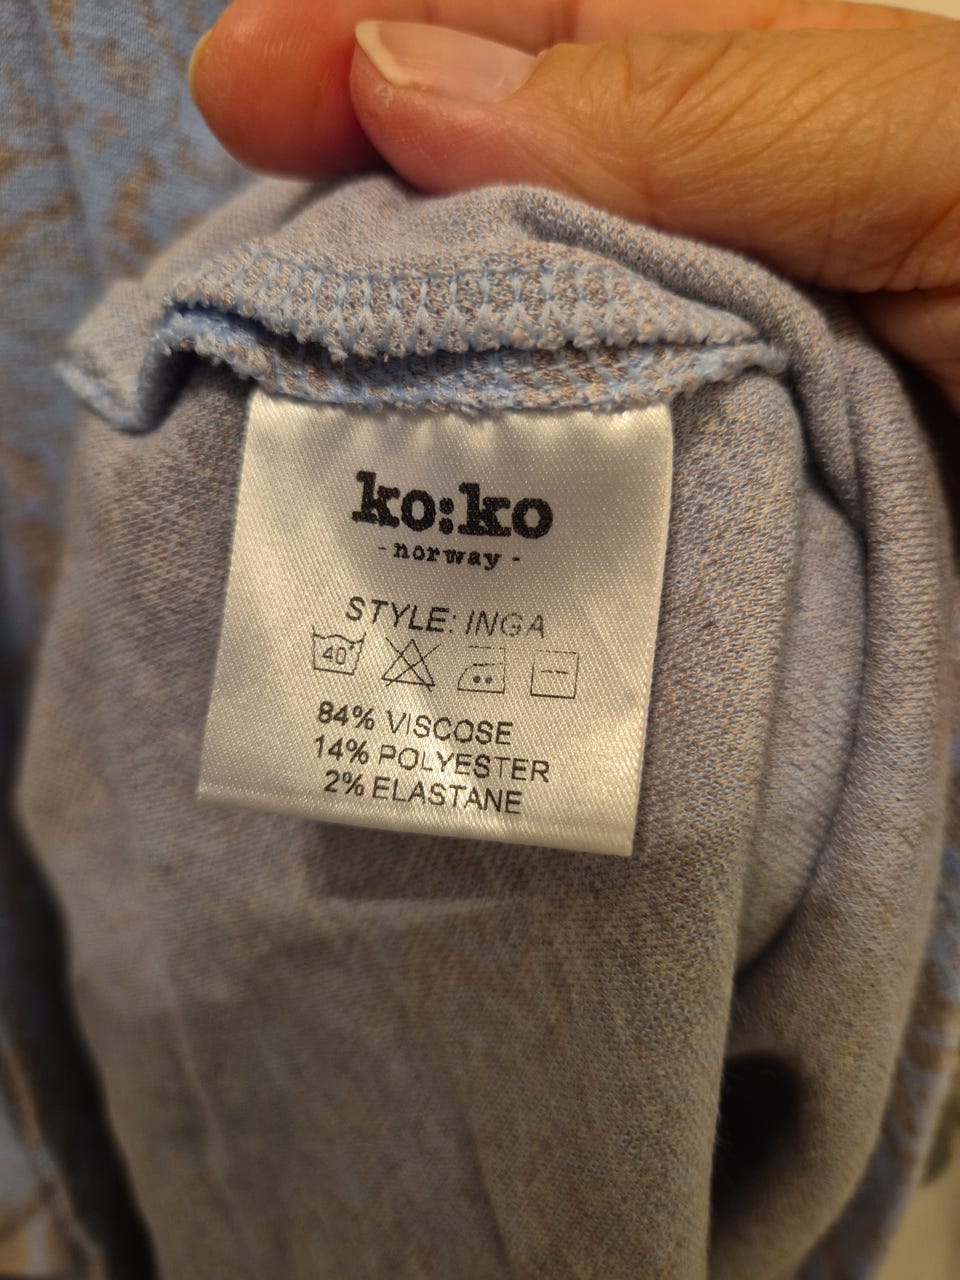 ko:ko
- norway -
STYLE: INGA
40°
84% VISCOSE
14% POLYESTER
2% ELASTANE